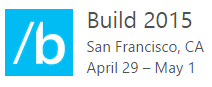 /b
Build 2015
San Francisco, CA
April 29 – May 1